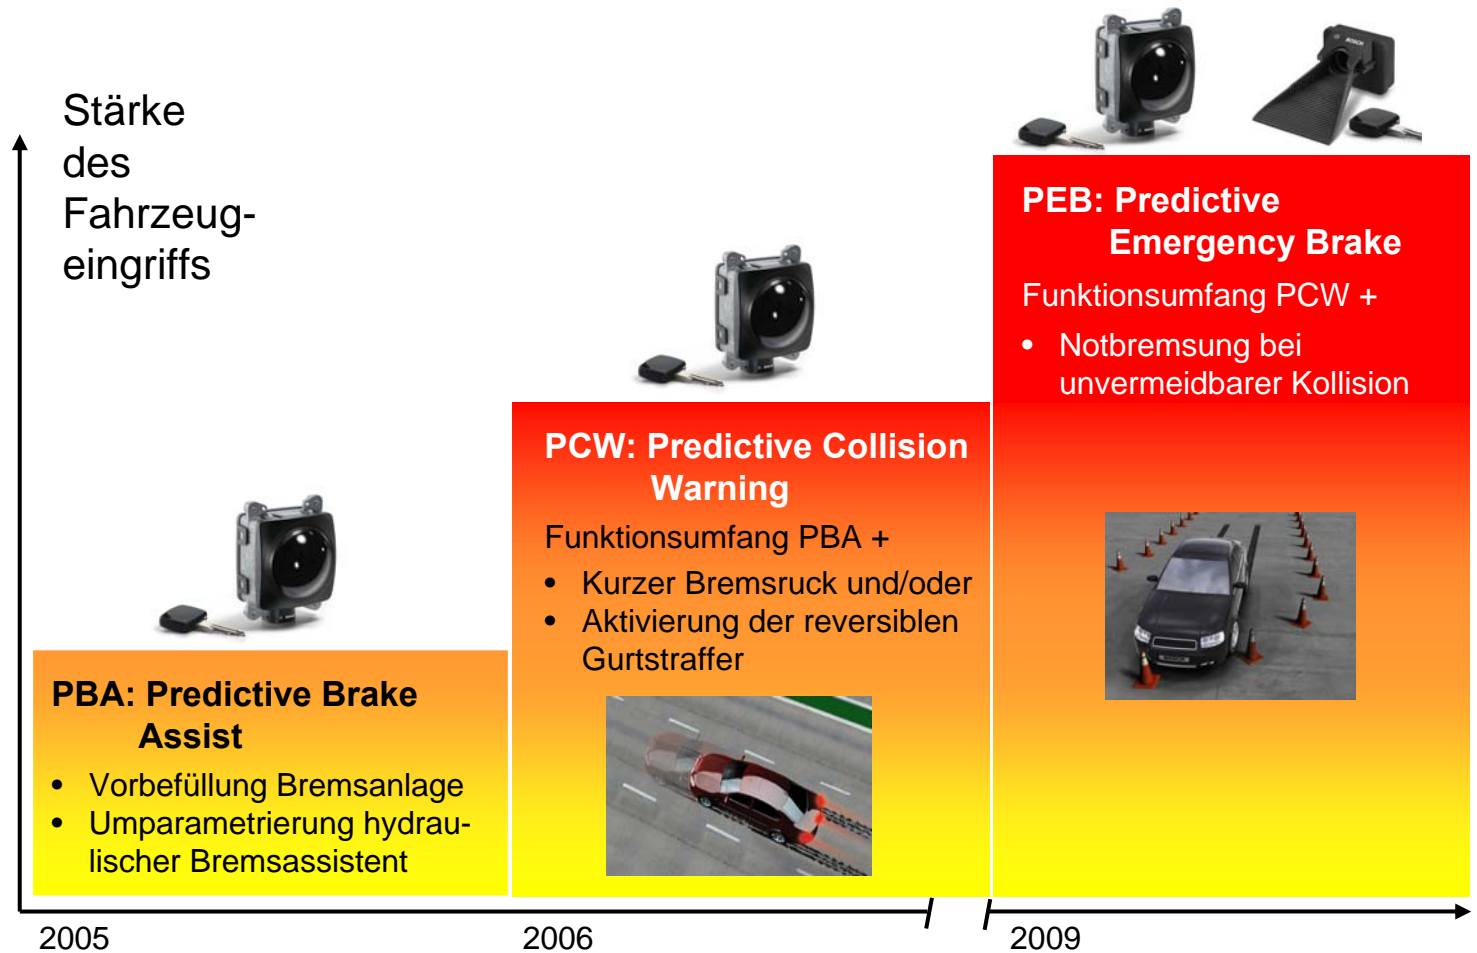 Stärke
des
Fahrzeug-
eingriffs
BOSCH
PEB: Predictive
Emergency Brake
Funktionsumfang PCW +
• Notbremsung bei
unvermeidbarer Kollision
PCW: Predictive Collision
Warning
Funktionsumfang PBA +
• Kurzer Bremsruck und/oder
• Aktivierung der reversiblen
Gurtstraffer
PBA: Predictive Brake
Assist
• Vorbefüllung Bremsanlage
• Umparametrierung hydrau-
lischer Bremsassistent
2005
2006
2009